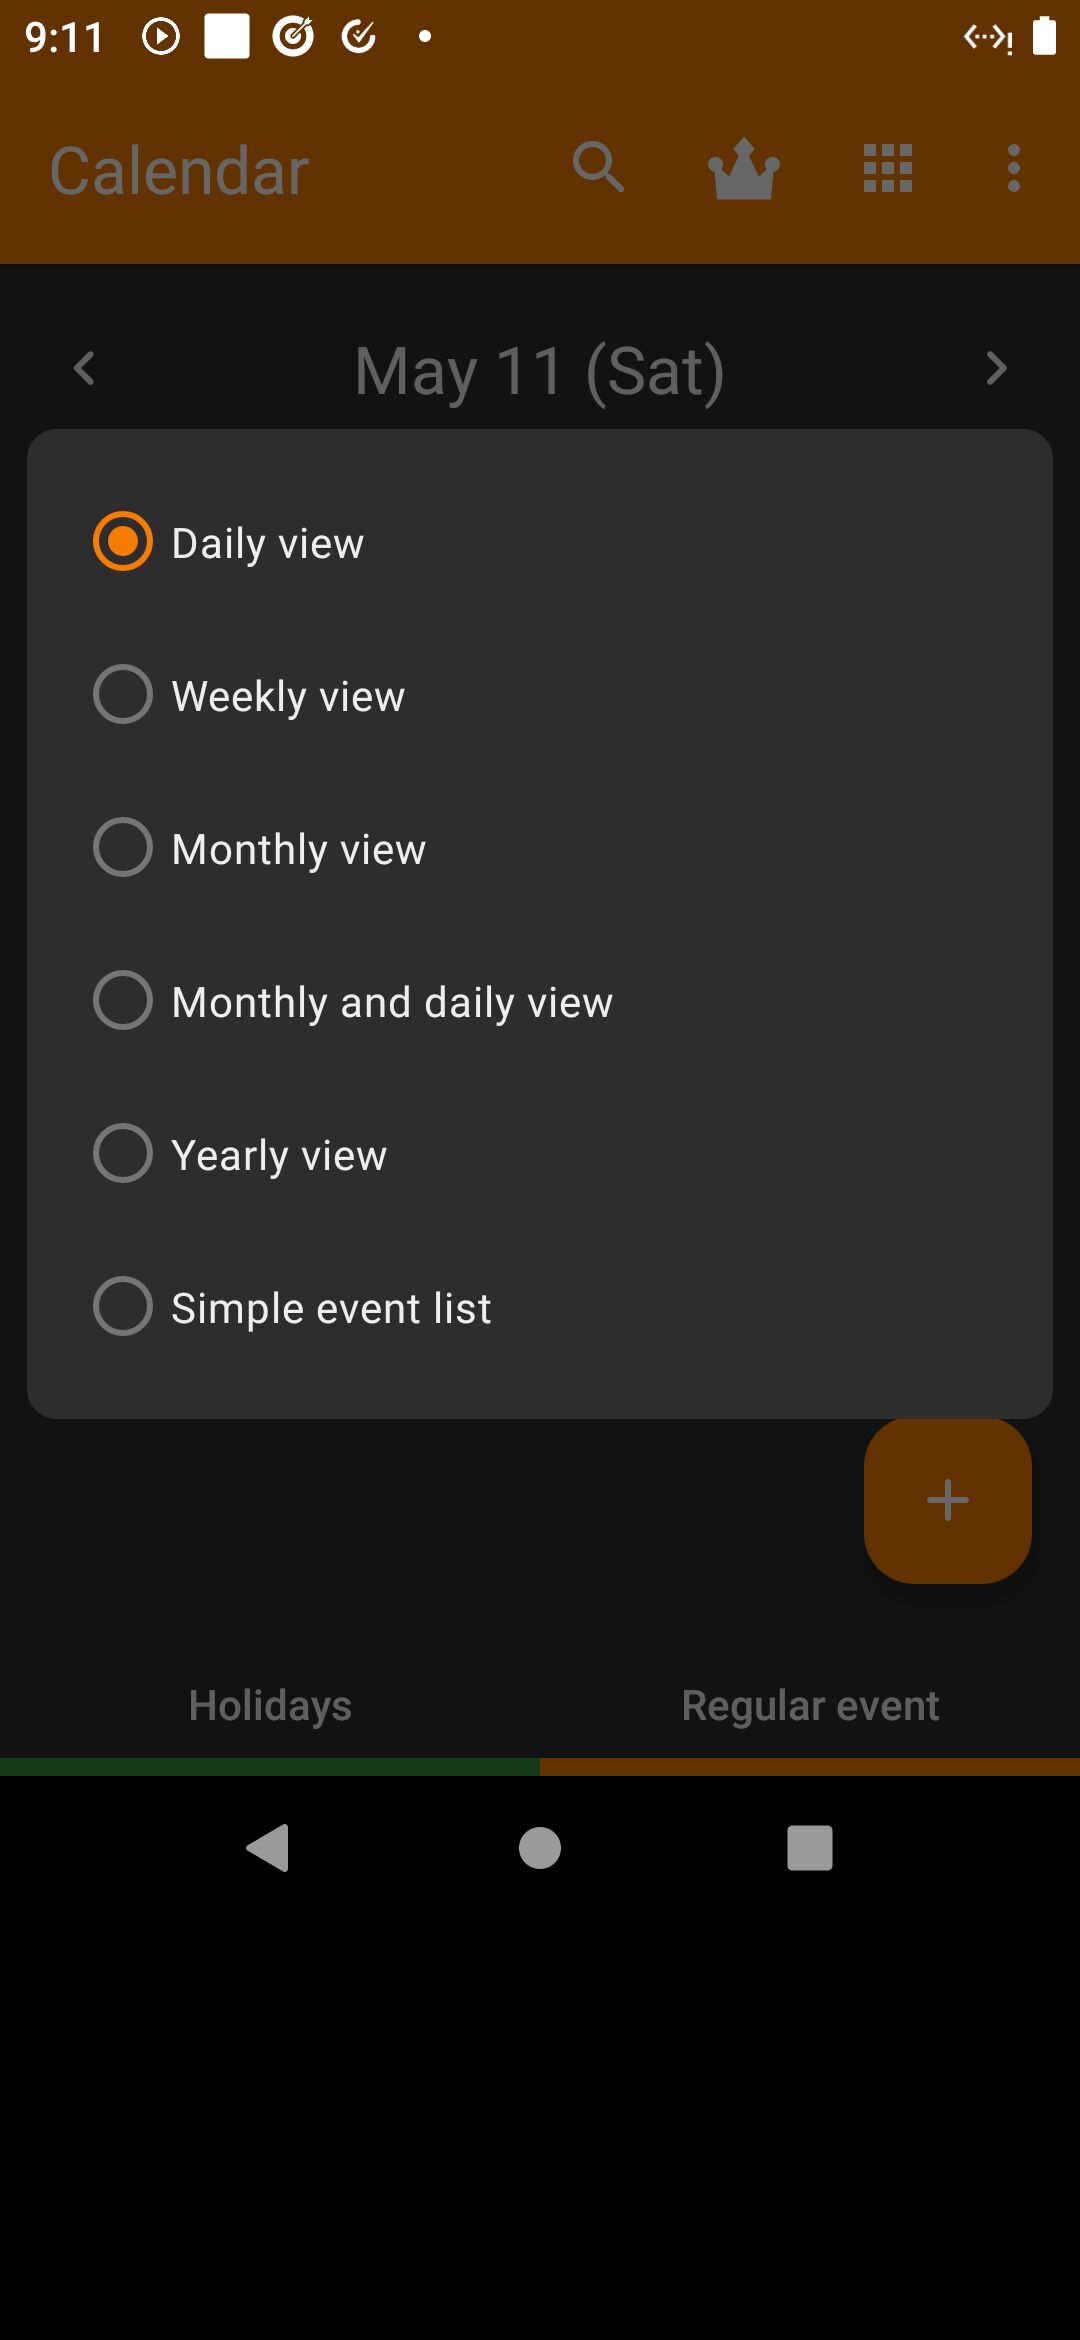 9:11
Calendar
May 11 (Sat)
Daily view
Weekly view
Monthly view
Monthly and daily view
Yearly view
Simple event list
Holidays
Regular event